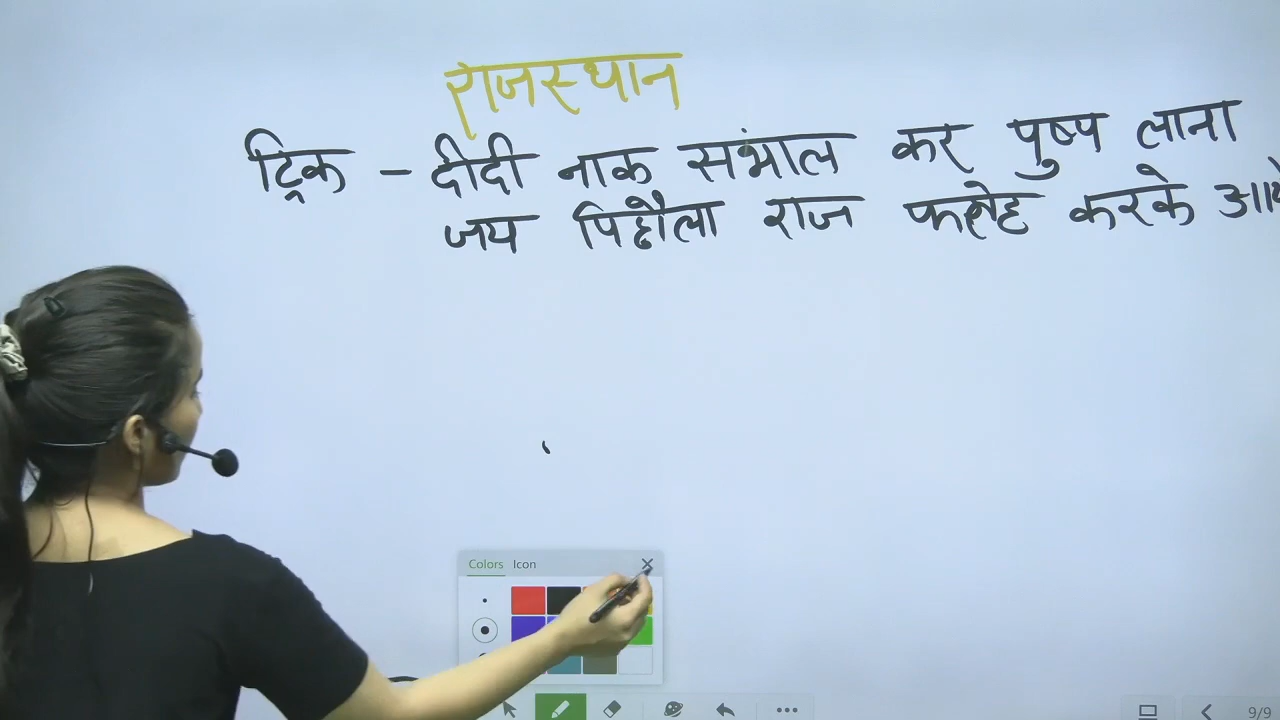 राजस्थान
ट्रिक - दीदी नाक संभाल कर पुष्प लाना
जय पिछौला राज फतेह करके
Colors Icon
9/9